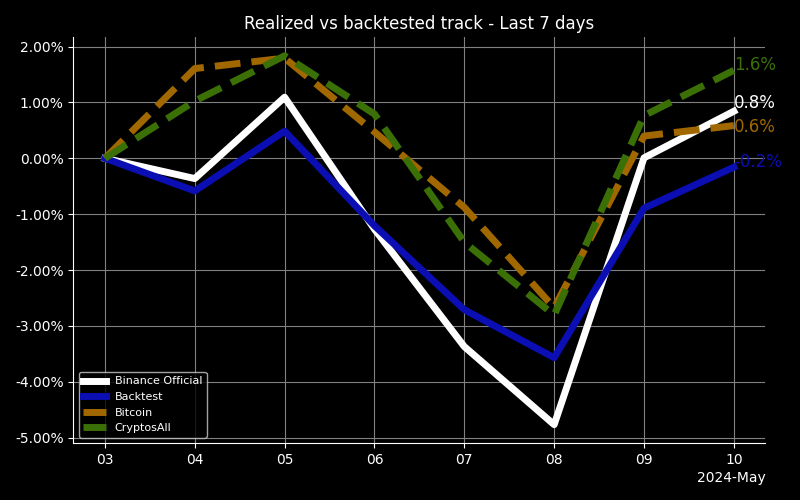 Realized vs backtested track - Last 7 days
2.00%
1.00%
0.00%
-1.00%
-2.00%
-3.00%
-4.00%
-5.00%
1.6%
0.8%
0.6%
-0.2%
Binance Official
Backtest
Bitcoin
CryptosAll
03 04 05 06 07 08 09 10
2024-May